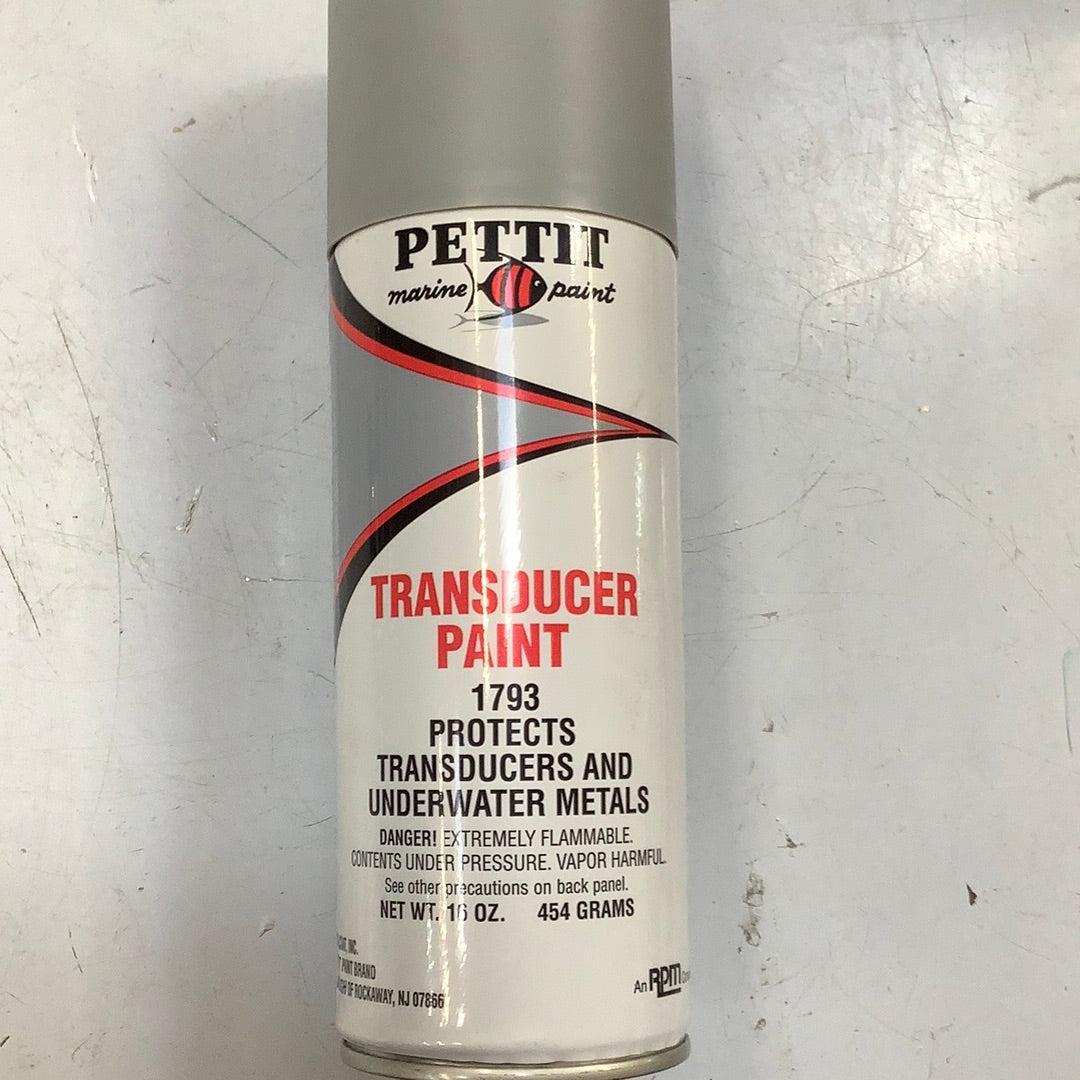 PETTIT
marine paint
TRANSDUCER
PAINT
1793
PROTECTS
TRANSDUCERS AND
UNDERWATER METALS
DANGER! EXTREMELY FLAMMABLE.
CONTENTS UNDER PRESSURE. VAPOR HARMFUL.
See other precautions on back panel.
NET WT. 16 OZ. 454 GRAMS
INC.
PAINT BRAND
OF ROCKAWAY, NJ 07866
An RPM